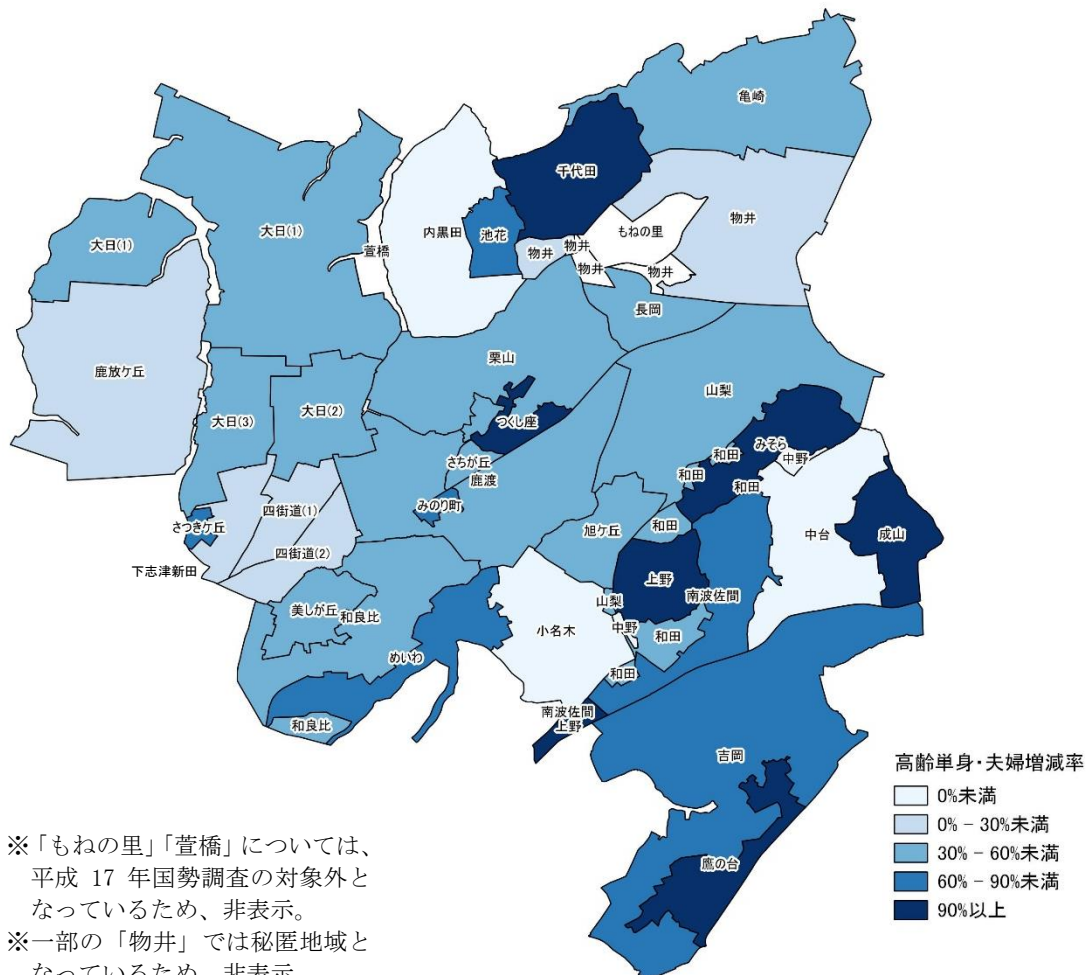 亀崎
千代田
大日(1)
大日(1)
萱橋
内黒田
池花
物井
物井
物井
もねの里
物井
物井
長岡
鹿放ケ丘
栗山
山梨
大日(3)
大日(2)
つくし座
さちが丘
鹿渡
みのり町
みそら
和田
中野
和田
和田
さつきケ丘
四街道(1)
四街道(2)
下志津新田
旭ケ丘
和田
中台
成山
上野
南波佐間
美しが丘
和良比
めいわ
小名木
山梨
中野
和田
和田
和良比
南波佐間
上野
吉岡
鷹の台
高齢単身・夫婦増減率
0%未満
0% - 30%未満
30% - 60%未満
60% - 90%未満
90%以上
※「もねの里」「萱橋」については、
平成 17 年国勢調査の対象外と
なっているため、非表示。
※一部の「物井」では秘匿地域と
なっているため、非表示